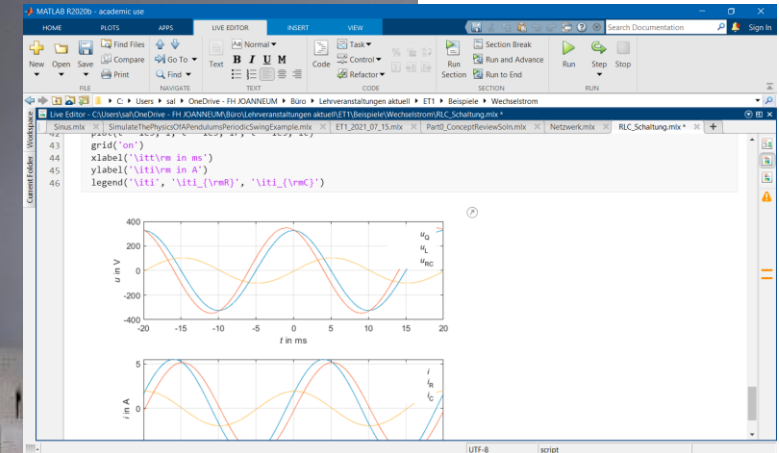 MATLAB R2020b - academic use
HOME PLOTS APPS LIVE EDITOR INSERT VIEW Search Documentation Sign In
New Open Save Find Files Compare Print Go To Find Text Normal B I U M Code Task Control Refactor Run Section Section Break Run and Advance Run to End Run Step Stop
FILE NAVIGATE TEXT CODE SECTION RUN
C: Users sal OneDrive - FH JOANNEUM Büro Lehrveranstaltungen aktuell ET1 Beispiele Wechselstrom
Live Editor - C:\Users\sal\OneDrive - FH JOANNEUM\Büro\Lehrveranstaltungen aktuell\ET1\Beispiele\Wechselstrom\RLC_Schaltung.mlx *
Sinus.mlx SimulateThePhysicsOfAPendulumsPeriodicSwingExample.mlx ET1_2021_07_15.mlx Part0_ConceptReviewSoln.mlx Netzwerk.mlx RLC_Schaltung.mlx *
Workspace
Current Folder
43 grid('on')
44 xlabel('\itt\rm in ms')
45 ylabel('\iti\rm in A')
46 legend('\iti', '\iti_{\rmR}', '\iti_{\rmC}')
400
200
0
-200
-400
u in V
uQ
uL
uRC
-20 -15 -10 -5 0 5 10 15 20
t in ms
5
0
i in A
i
iR
iC
UTF-8 script